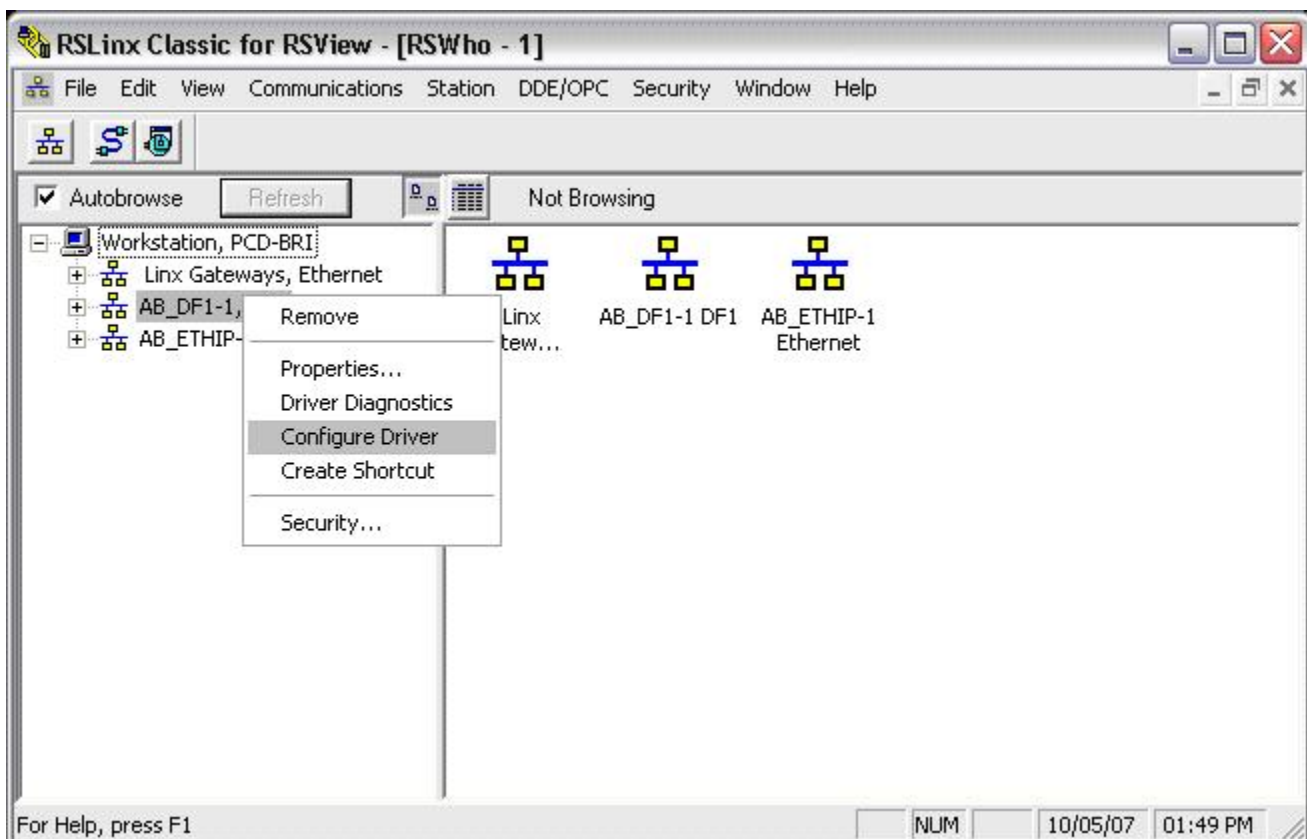 RSLinx Classic for RSView - [RSWho - 1]
File Edit View Communications Station DDE/OPC Security Window Help
Autobrowse Refresh Not Browsing
Workstation, PCD-BRI
Linx Gateways, Ethernet
AB_DF1-1,
AB_ETHIP-
Remove
Properties...
Driver Diagnostics
Configure Driver
Create Shortcut
Security...
Linx
tew...
AB_DF1-1 DF1
AB_ETHIP-1
Ethernet
For Help, press F1 NUM 10/05/07 01:49 PM